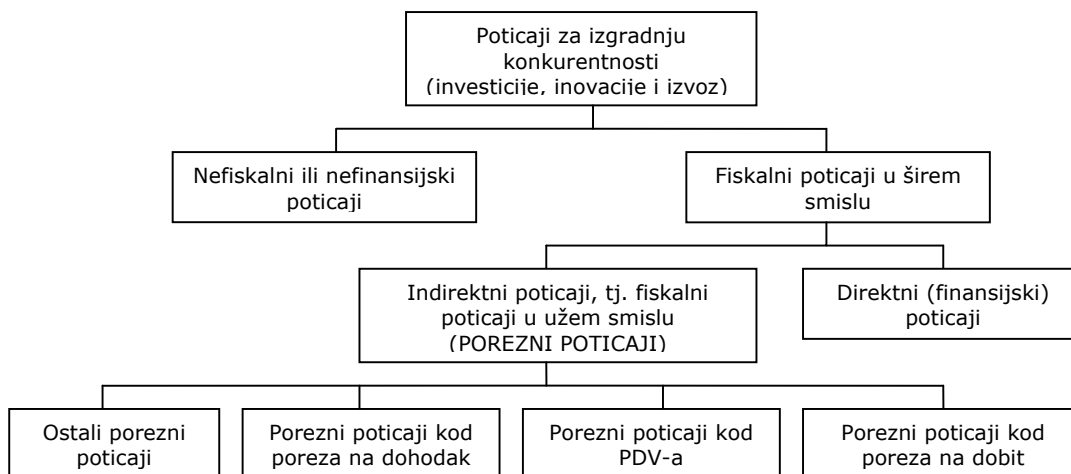 Poticaji za izgradnju
konkurentnosti
(investicije, inovacije i izvoz)
Nefiskalni ili nefinansijski
poticaji
Fiskalni poticaji u širem
smislu
Indirektni poticaji, tj. fiskalni
poticaji u užem smislu
(POREZNI POTICAJI)
Direktni (finansijski)
poticaji
Ostali porezni
poticaji
Porezni poticaji kod
poreza na dohodak
Porezni poticaji kod
PDV-a
Porezni poticaji kod
poreza na dobit